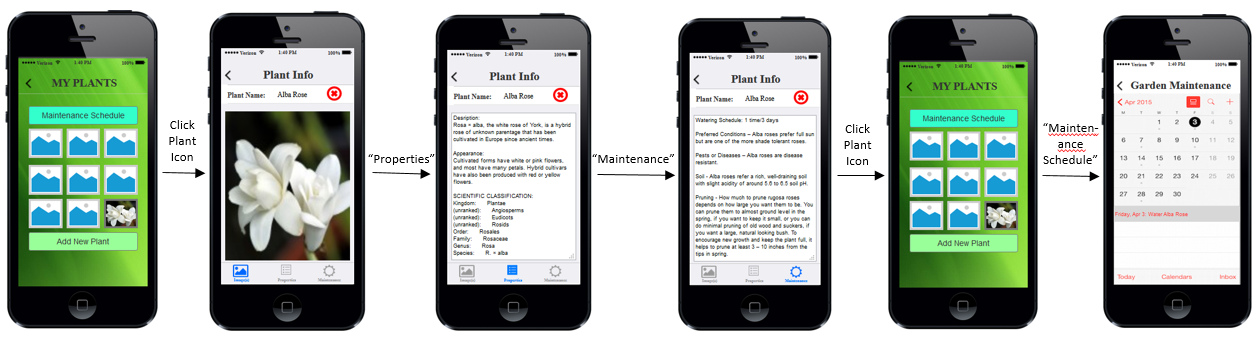 Verizon 1:40 PM 100%
MY PLANTS
Maintenance Schedule
Add New Plant
Click
Plant
Icon
Verizon 1:40 PM 100%
Plant Info
Plant Name: Alba Rose
Image(s) Properties Maintenance
“Properties”
Verizon 1:40 PM 100%
Plant Info
Plant Name: Alba Rose
Description:
Rosa × alba, the white rose of York, is a hybrid
rose of unknown parentage that has been
cultivated in Europe since ancient times.
Appearance:
Cultivated forms have white or pink flowers,
and most have many petals. Hybrid cultivars
have also been produced with red or yellow
flowers.
SCIENTIFIC CLASSIFICATION:
Kingdom: Plantae
(unranked): Angiosperms
(unranked): Eudicots
(unranked): Rosids
Order: Rosales
Family: Rosaceae
Genus: Rosa
Species: R. × alba
Image(s) Properties Maintenance
“Maintenance”
Verizon 1:40 PM 100%
Plant Info
Plant Name: Alba Rose
Watering Schedule: 1 time/3 days
Preferred Conditions – Alba roses prefer full sun
but are one of the more shade tolerant roses.
Pests or Diseases – Alba roses are disease
resistant.
Soil - Alba roses refer a rich, well-draining soil
with slight acidity of around 5.6 to 6.5 soil pH.
Pruning - How much to prune rugosa roses
depends on how large you want them to be. You
can prune them to almost ground level in the
spring, if you want to keep it small, or you can
do minimal pruning of old wood and suckers, if
you want a large, natural looking bush. To
encourage new growth and keep the plant full, it
helps to prune at least 3 – 10 inches from the
tips in spring.
Image(s) Properties Maintenance
Click
Plant
Icon
Verizon 1:40 PM 100%
MY PLANTS
Maintenance Schedule
Add New Plant
“Mainten-
ance
Schedule”
Verizon 1:40 PM 100%
Garden Maintenance
Apr 2015
1 2 3 4 5
6 7 8 9 10 11 12
13 14 15 16 17 18 19
20 21 22 23 24 25 26
27 28 29 30
Friday, Apr 3 Water Alba Rose
Today Calendars Inbox